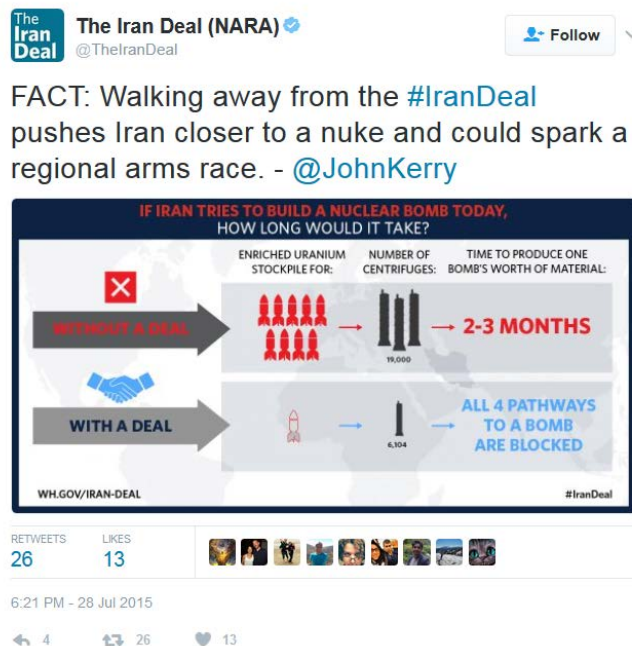 The
Iran
Deal
The Iran Deal (NARA)
@TheIranDeal
Follow
FACT: Walking away from the #IranDeal
pushes Iran closer to a nuke and could spark a
regional arms race. - @JohnKerry
IF IRAN TRIES TO BUILD A NUCLEAR BOMB TODAY,
HOW LONG WOULD IT TAKE?
ENRICHED URANIUM
STOCKPILE FOR:
NUMBER OF
CENTRIFUGES:
TIME TO PRODUCE ONE
BOMB'S WORTH OF MATERIAL:
WITHOUT A DEAL
19,000
2-3 MONTHS
WITH A DEAL
6,104
ALL 4 PATHWAYS
TO A BOMB
ARE BLOCKED
WH.GOV/IRAN-DEAL
#IranDeal
RETWEETS
26
LIKES
13
6:21 PM - 28 Jul 2015
4 26 13